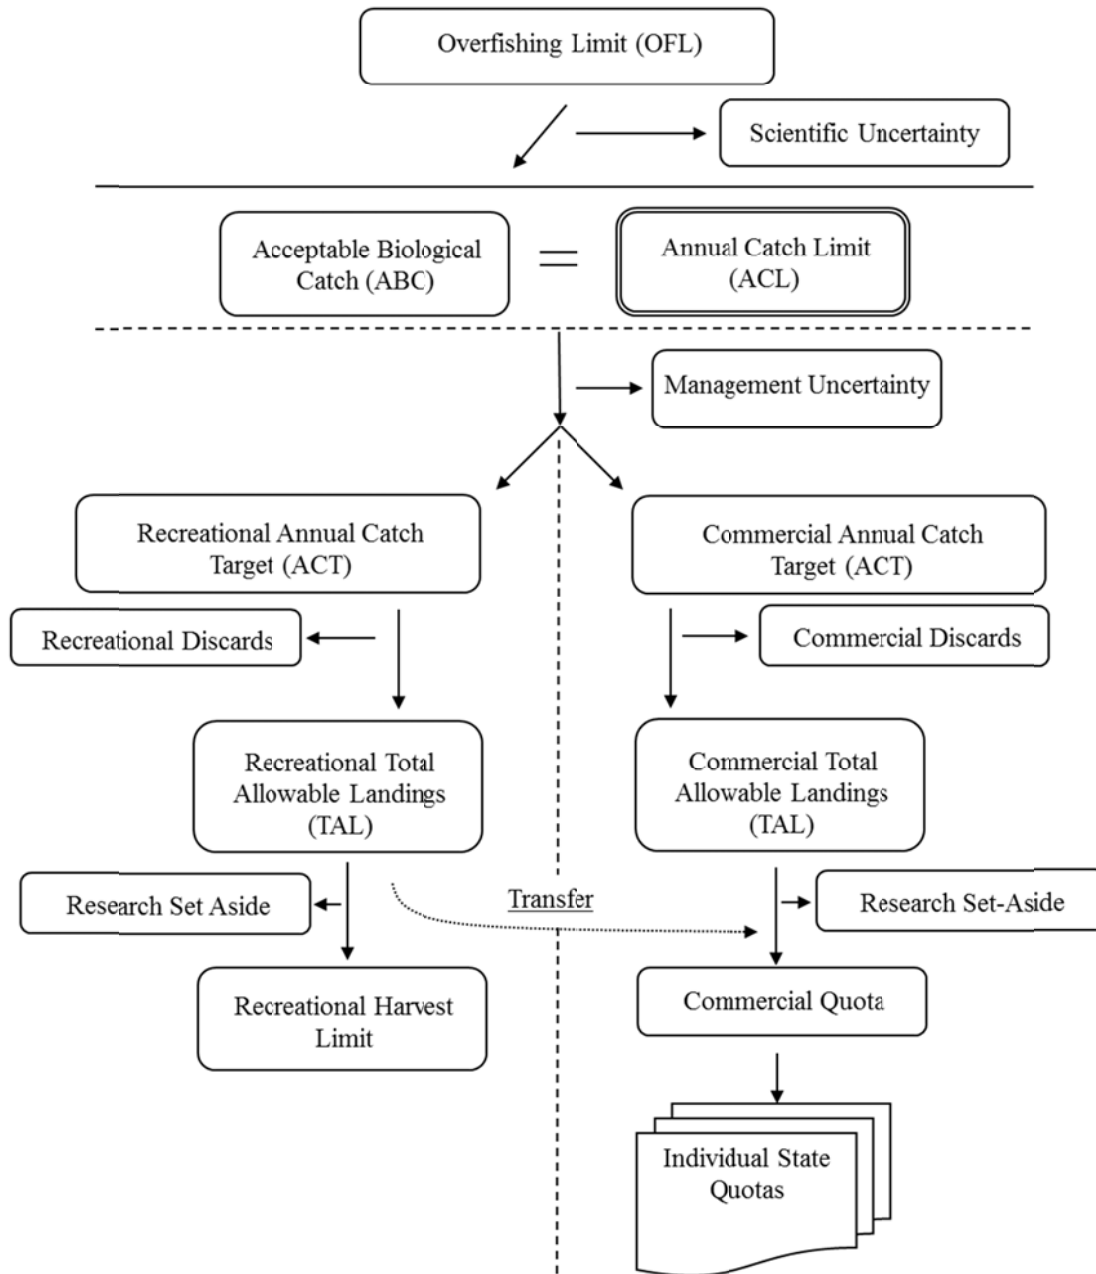 Overfishing Limit (OFL)
Scientific Uncertainty
Acceptable Biological
Catch (ABC)
=
Annual Catch Limit
(ACL)
Management Uncertainty
Recreational Annual Catch
Target (ACT)
Commercial Annual Catch
Target (ACT)
Recreational Discards
Commercial Discards
Recreational Total
Allowable Landings
(TAL)
Commercial Total
Allowable Landings
(TAL)
Research Set Aside
Transfer
Research Set-Aside
Recreational Harvest
Limit
Commercial Quota
Individual State
Quotas